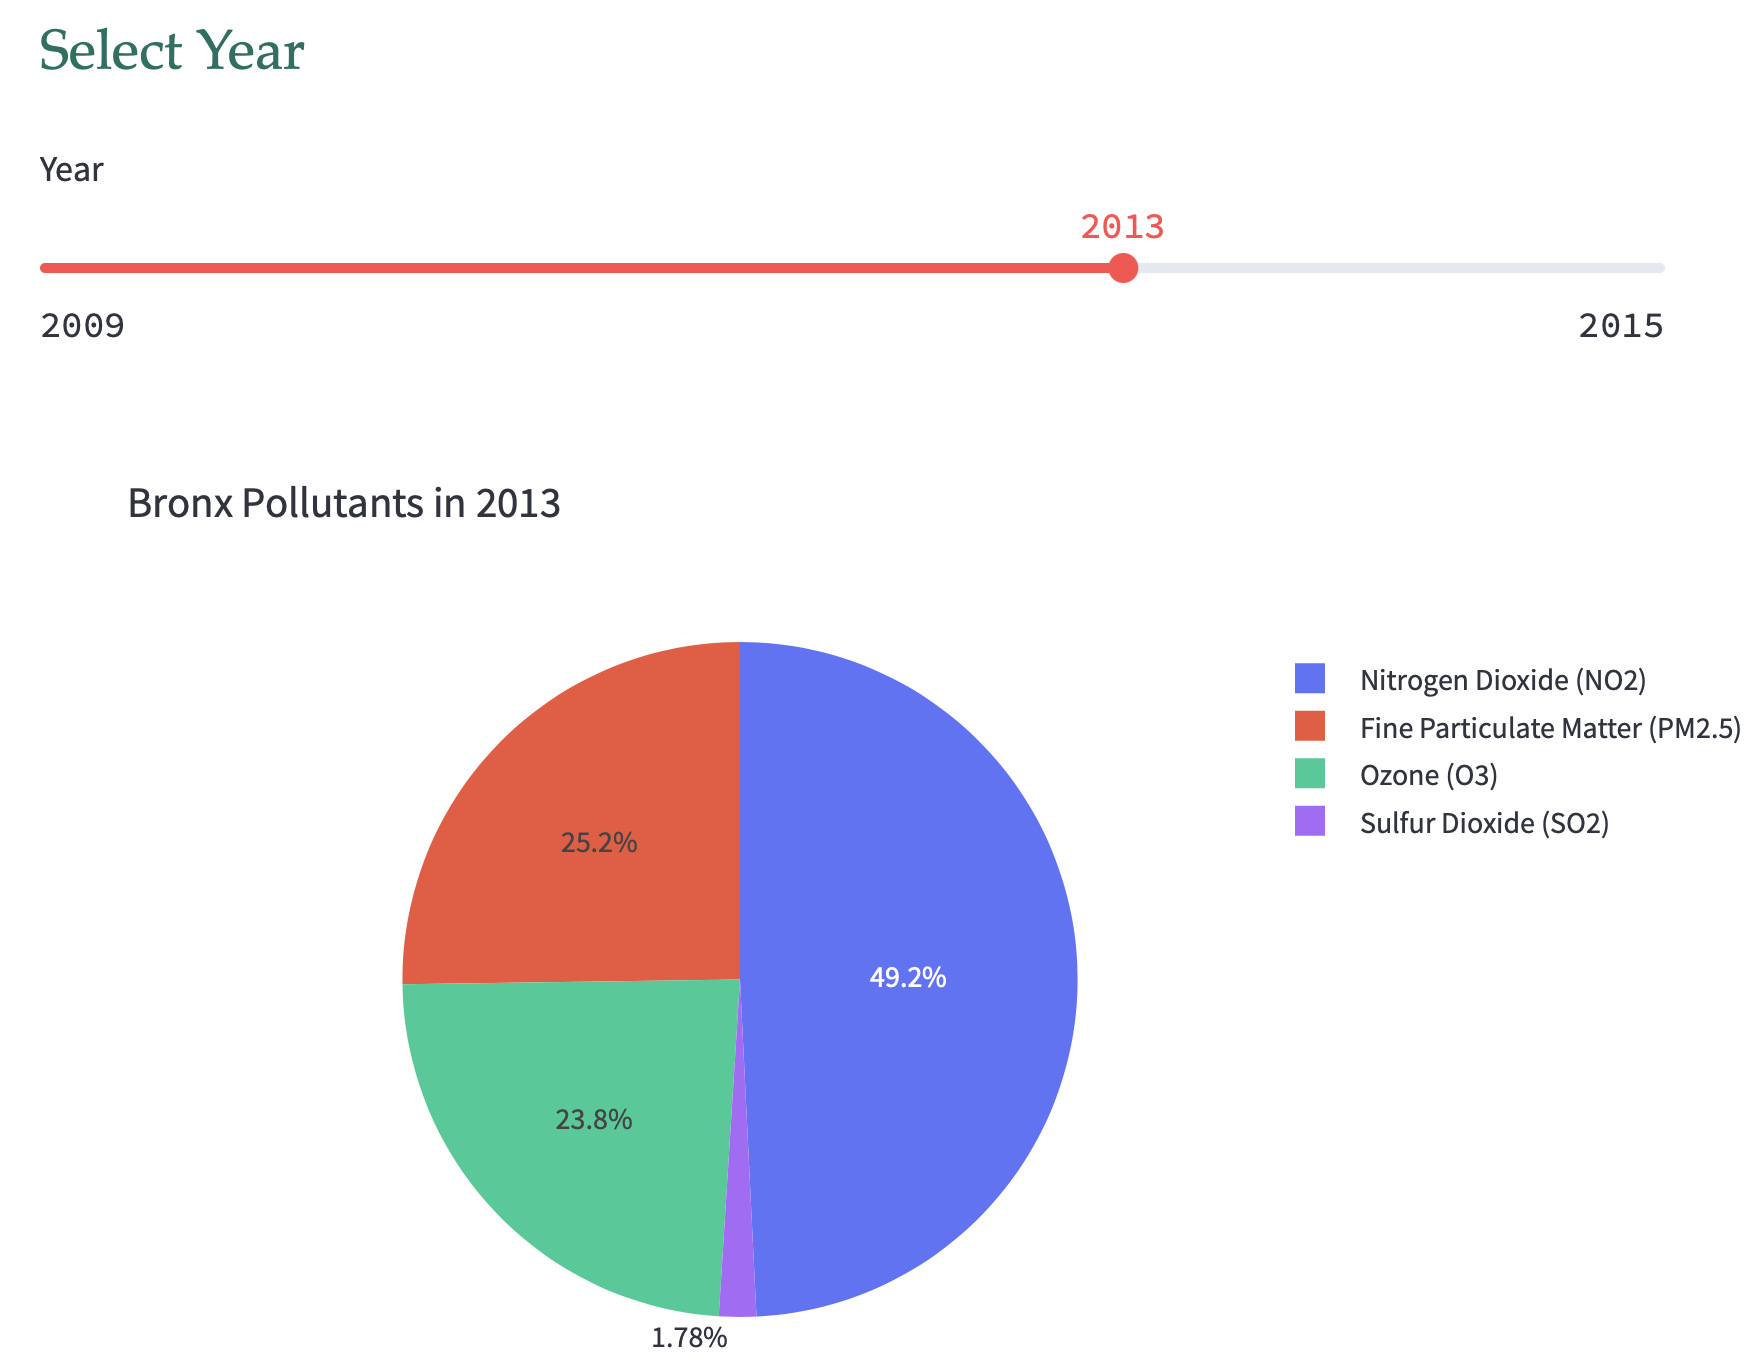 Select Year
Year
2013
2009
2015
Bronx Pollutants in 2013
Nitrogen Dioxide (NO2)
Fine Particulate Matter (PM2.5)
Ozone (O3)
Sulfur Dioxide (SO2)
25.2%
49.2%
23.8%
1.78%